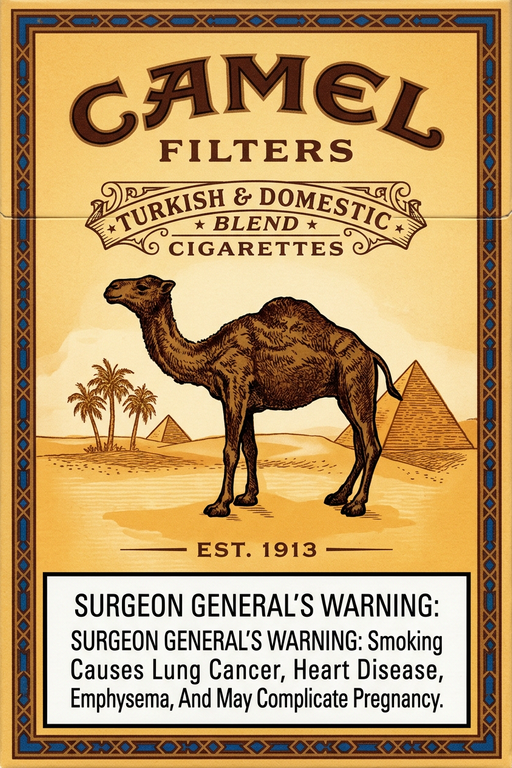 CAMEL
FILTERS
TURKISH & DOMESTIC
BLEND
CIGARETTES
EST. 1913
SURGEON GENERAL'S WARNING:
SURGEON GENERAL'S WARNING: Smoking
Causes Lung Cancer, Heart Disease,
Emphysema, And May Complicate Pregnancy.